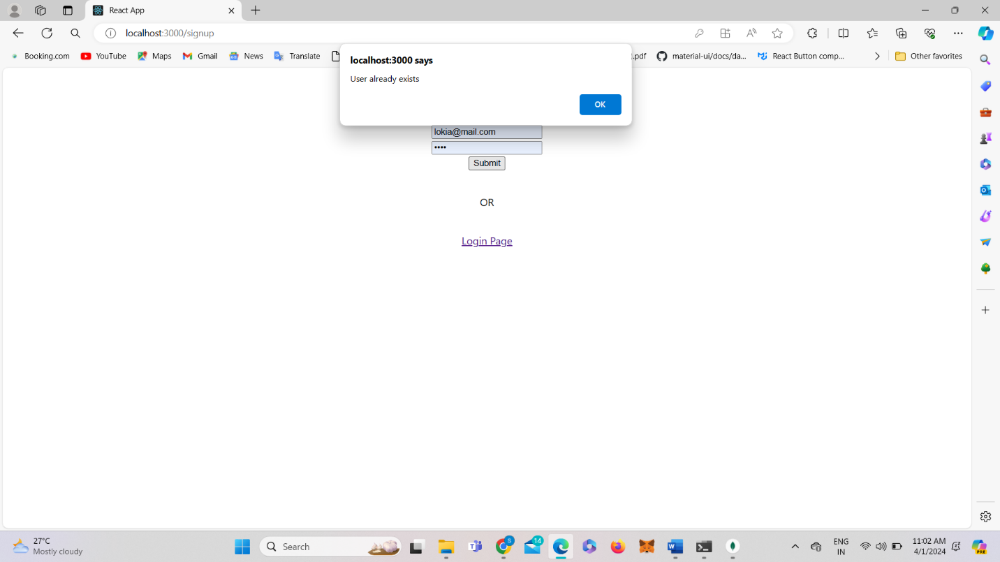 React App
localhost:3000/signup
Booking.com YouTube Maps Gmail News Translate .pdf material-ui/docs/da... React Button comp... Other favorites
localhost:3000 says
User already exists
OK
lokia@mail.com
••••
Submit
OR
Login Page
27°C
Mostly cloudy
Search
S
14
ENG
IN
11:02 AM
4/1/2024
PRE